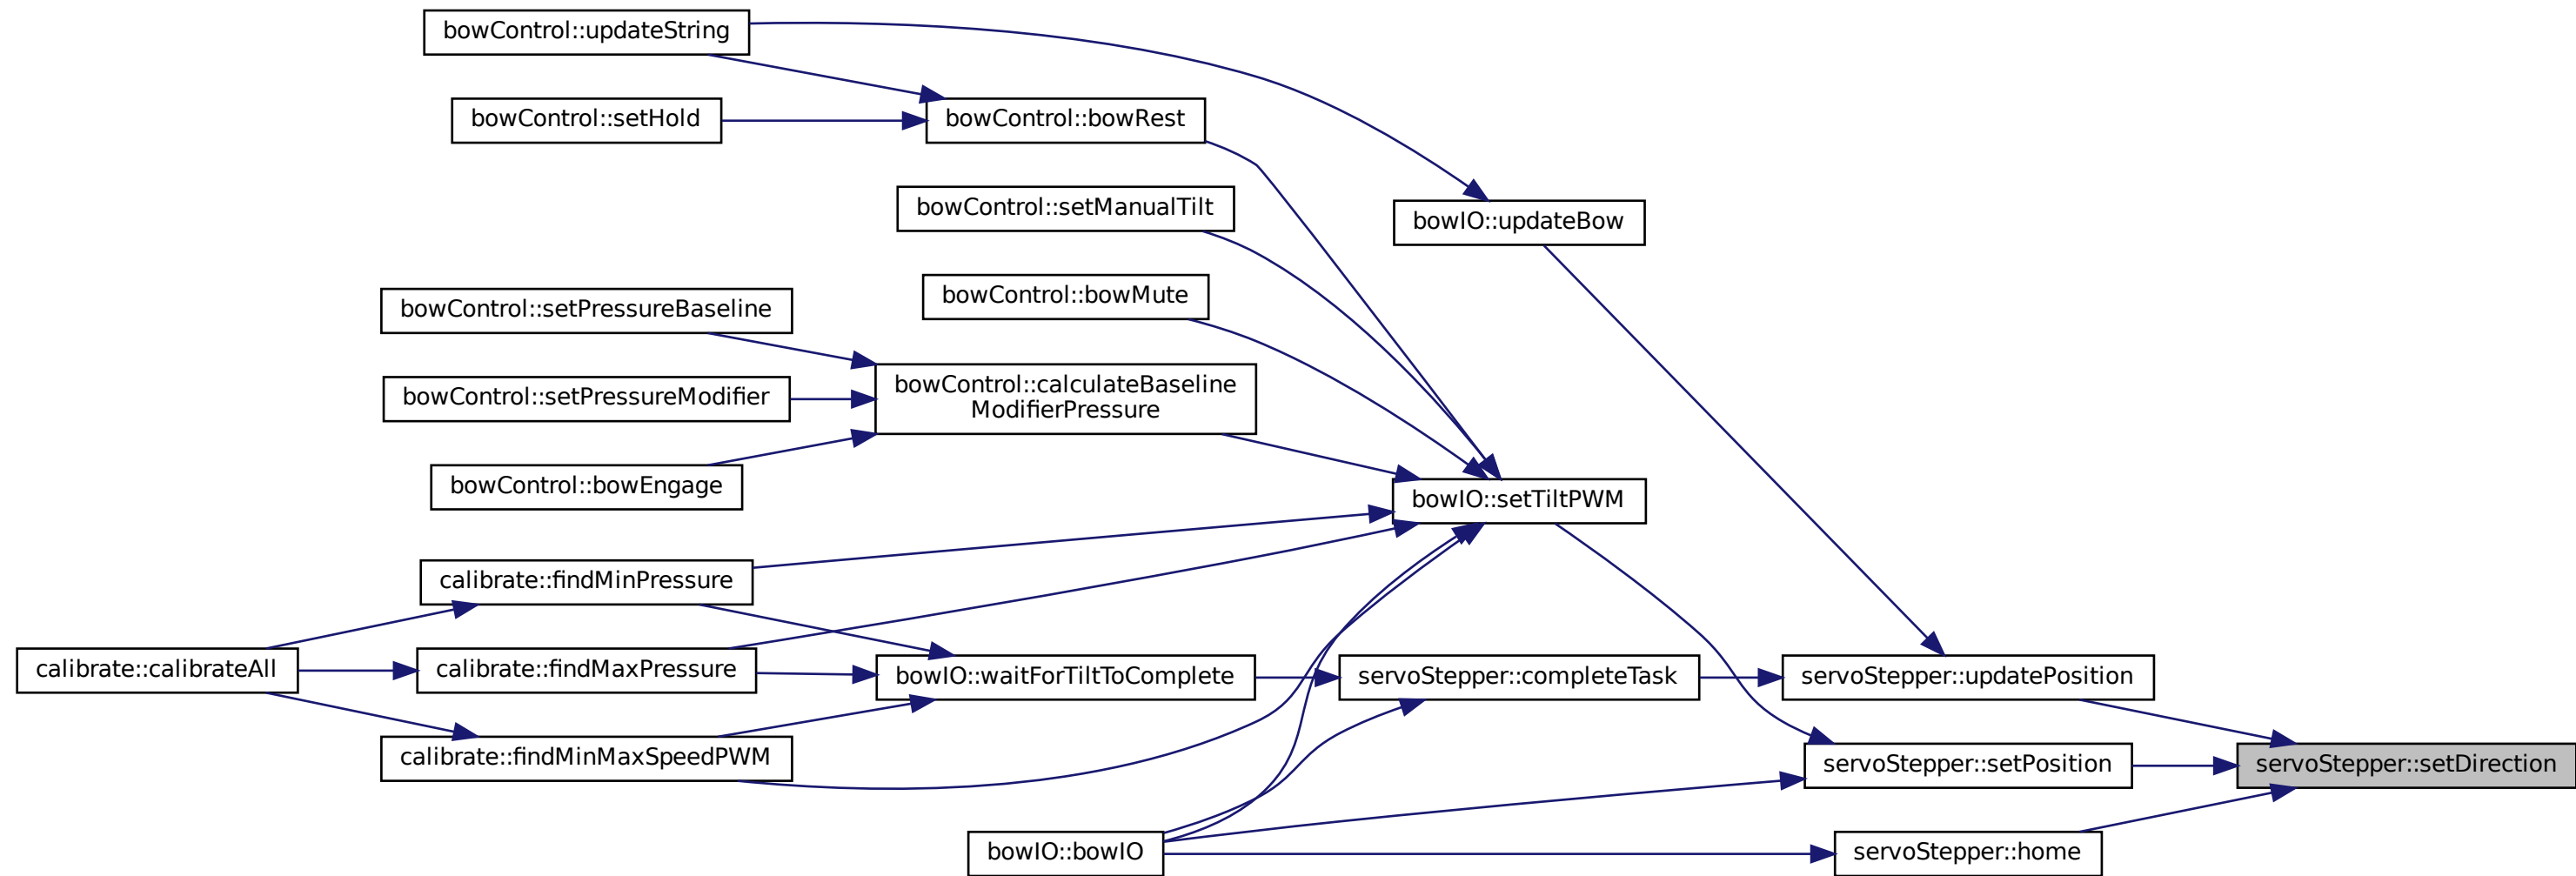 bowControl::updateString
bowControl::setHold
bowControl::bowRest
bowControl::setManualTilt
bowIO::updateBow
bowControl::bowMute
bowControl::setPressureBaseline
bowControl::setPressureModifier
bowControl::calculateBaseline
ModifierPressure
bowControl::bowEngage
bowIO::setTiltPWM
calibrate::findMinPressure
calibrate::calibrateAll
calibrate::findMaxPressure
bowIO::waitForTiltToComplete
servoStepper::completeTask
servoStepper::updatePosition
calibrate::findMinMaxSpeedPWM
servoStepper::setPosition
servoStepper::setDirection
bowIO::bowIO
servoStepper::home